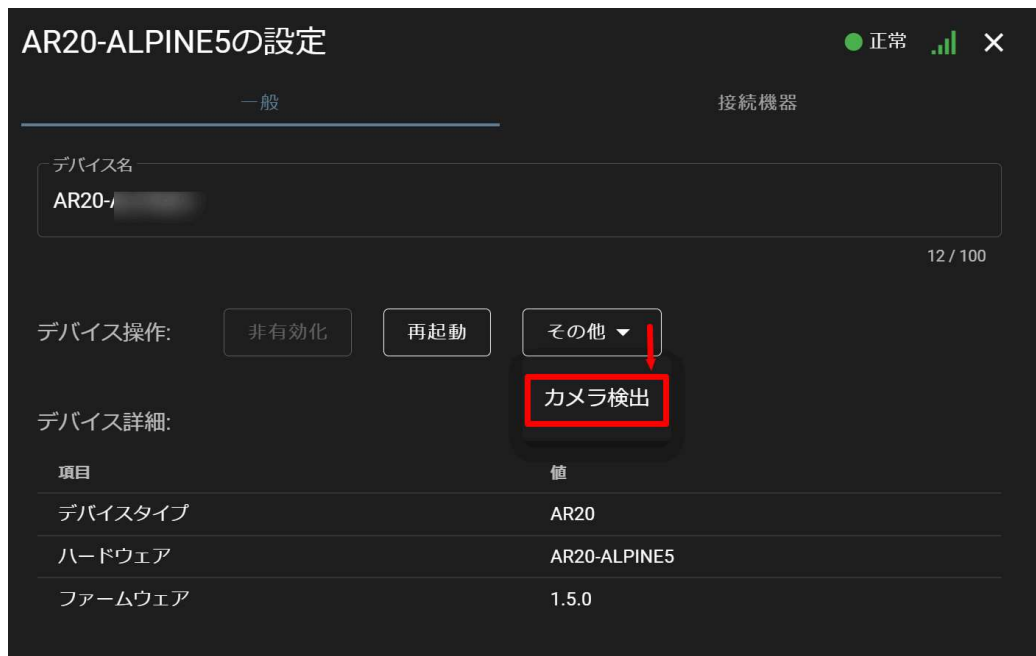 AR20-ALPINE5の設定
正常
一般
接続機器
デバイス名
AR20-
12 / 100
デバイス操作:
非有効化
再起動
その他
カメラ検出
デバイス詳細:
項目
値
デバイスタイプ
AR20
ハードウェア
AR20-ALPINE5
ファームウェア
1.5.0